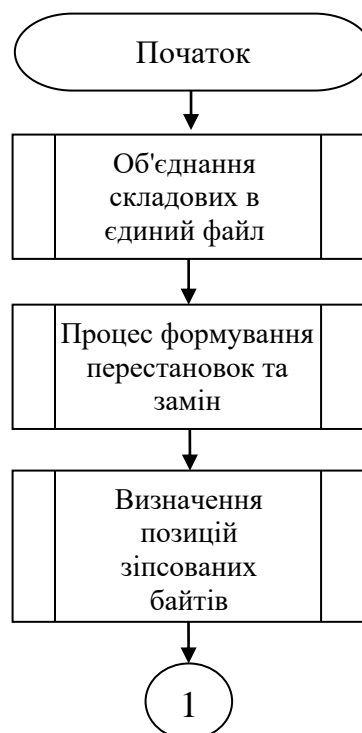 Початок
Об'єднання
складових в
єдиний файл
Процес формування
перестановок та
замін
Визначення
позицій
зіпсованих
байтів
1